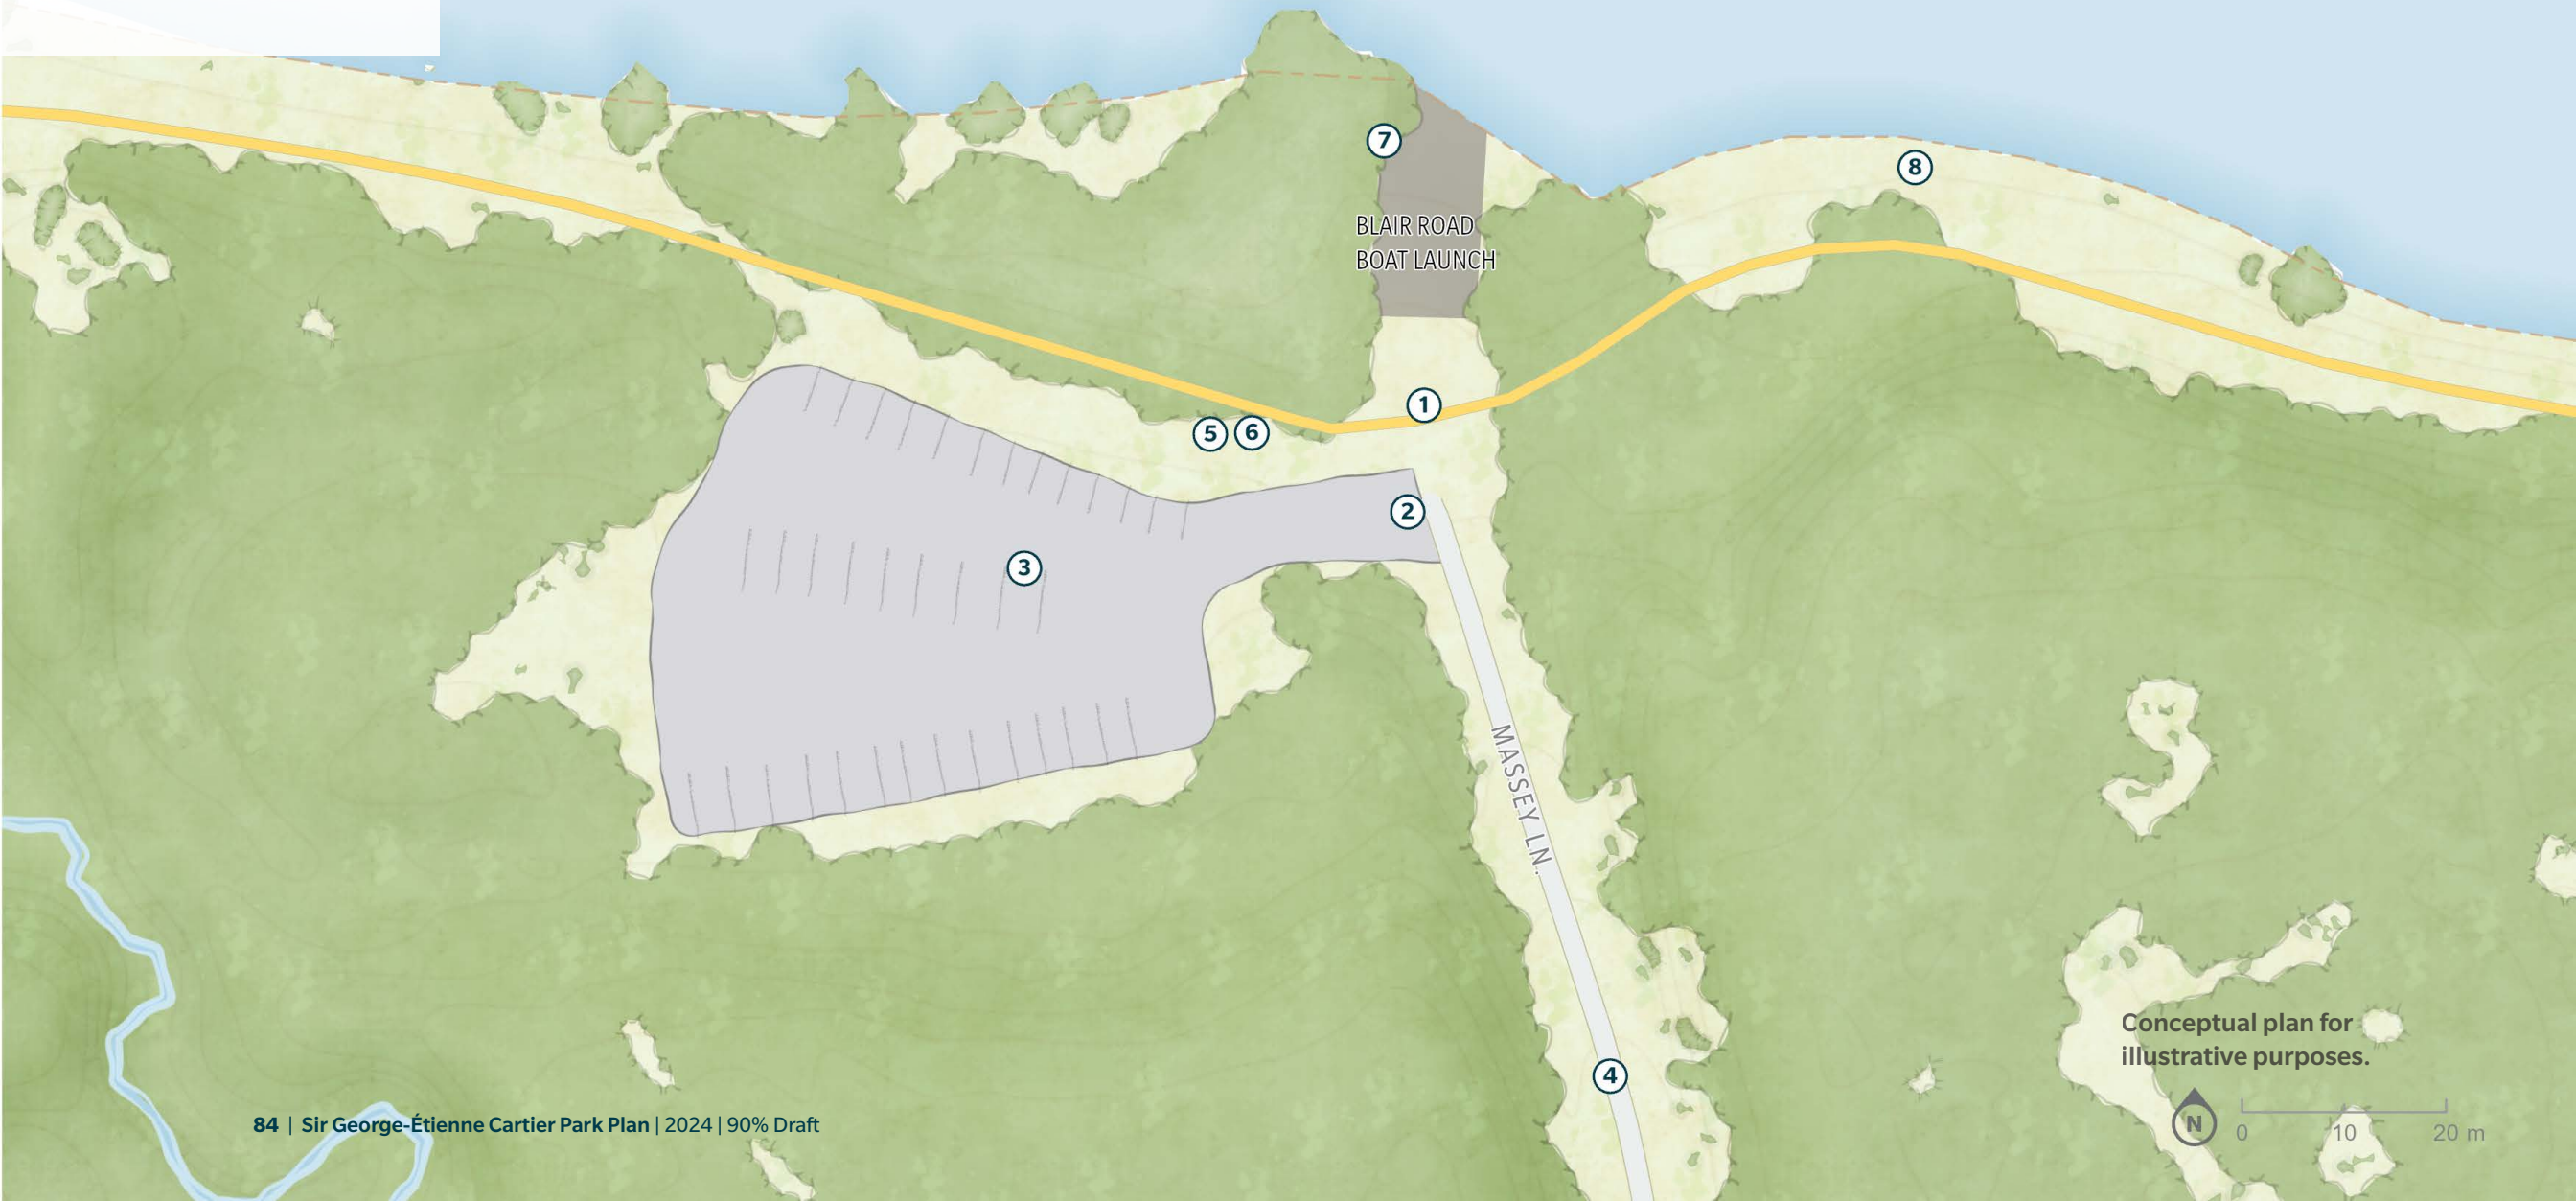 7
8
BLAIR ROAD
BOAT LAUNCH
1
5 6
2
3
MASSEY LN.
4
Conceptual plan for
illustrative purposes.
N 0 10 20 m
84 | Sir George-Étienne Cartier Park Plan | 2024 | 90% Draft